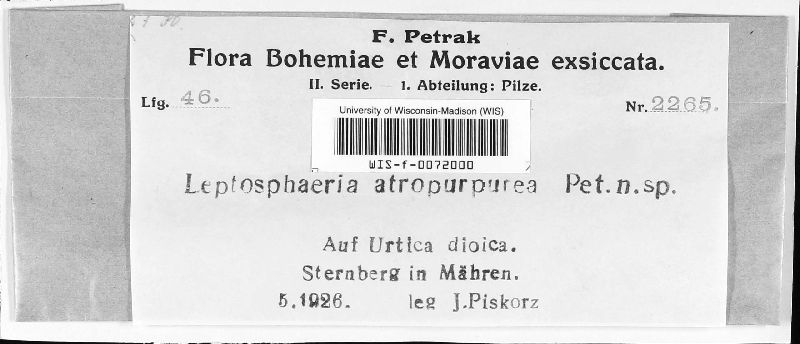 F. Petrak
Flora Bohemiae et Moraviae exsiccata.
II. Serie. — 1. Abteilung: Pilze.
Lfg. 46. Nr. 2265.
University of Wisconsin-Madison (WIS)
WIS-f-0072000
Leptosphaeria atropurpurea Pet. n. sp.
Auf Urtica dioica.
Sternberg in Mähren.
5.1926. leg J.Piskorz